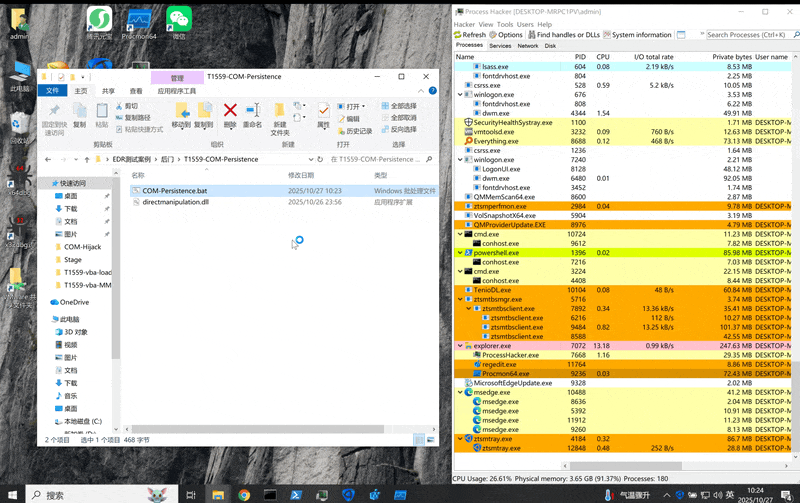 admin
腾讯元宝
Procmon64
微信
此电脑
回收站
x64dbg
管理
T1559-COM-Persistence
文件
主页
共享
查看
应用程序工具
固定到快速访问
复制
粘贴
剪切
复制路径
粘贴快捷方式
移动到
复制到
删除
重命名
新建文件夹
属性
打开
编辑
历史记录
全部选择
全部取消
反向选择
剪贴板
组织
新建
打开
选择
EDR测试案例 > 后门 > T1559-COM-Persistence
在 T1559-COM-Persistence ...
名称
修改日期
类型
COM-Persistence.bat
2025/10/27 10:23
Windows 批处理文件
directmanipulation.dll
2025/10/26 23:56
应用程序扩展
快速访问
桌面
下载
文档
图片
COM-Hijack
Stage
T1559-vba-load
T1559-vba-MM
OneDrive
此电脑
3D 对象
视频
图片
文档
下载
音乐
桌面
本地磁盘 (C:)
2 个项目
选中 1 个项目 468 字节
Process Hacker [DESKTOP-MRPC1PV\admin]
Hacker View Tools Users Help
Refresh Options Find handles or DLLs System information
Search Processes (Ctrl+K)
Processes Services Network Disk
Name PID CPU I/O total rate Private bytes User name
lsass.exe 604 0.08 2.19 kB/s 8.53 MB
fontdrvhost.exe 804 2.25 MB
csrss.exe 528 0.59 5.2 kB/s 10.05 MB
winlogon.exe 676 3.53 MB
fontdrvhost.exe 808 6.22 MB
dwm.exe 4344 1.54 49.91 MB
SecurityHealthSystray.exe 1100 1.71 MB DESKTOP-M
vmtoolsd.exe 3232 0.09 760 B/s 12.63 MB DESKTOP-M
Everything.exe 8688 0.12 468 B/s 73.13 MB DESKTOP-M
csrss.exe 1236 1.64 MB
winlogon.exe 7240 2.21 MB
LogonUI.exe 8128 48.12 MB
dwm.exe 6480 0.01 92.05 MB
fontdrvhost.exe 3452 1.74 MB
QMMemScan64.exe 8600 2.87 MB
ztsmperfmon.exe 2984 0.04 9.78 MB DESKTOP-M
VolSnapshotX64.exe 5904 3.19 MB
QMProviderUpdate.EXE 8976 4.79 MB DESKTOP-M
cmd.exe 10724 11.23 MB DESKTOP-M
conhost.exe 9612 7.82 MB DESKTOP-M
powershell.exe 1396 0.02 85.98 MB DESKTOP-M
conhost.exe 7216 7.03 MB DESKTOP-M
cmd.exe 3224 22.15 MB DESKTOP-M
conhost.exe 4408 8.44 MB DESKTOP-M
TenioDL.exe 10104 0.08 48 B/s 60.84 MB DESKTOP-M
ztsmtbsmgr.exe 5716 3.74 MB DESKTOP-M
ztsmtbsclient.exe 7892 0.34 13.36 kB/s 35.41 MB DESKTOP-M
ztsmtbsclient.exe 6216 112 B/s 10.27 MB DESKTOP-M
ztsmtbsclient.exe 9484 0.82 13.25 kB/s 101.37 MB DESKTOP-M
ztsmtbsclient.exe 8588 42.55 MB DESKTOP-M
explorer.exe 7072 13.18 0.99 kB/s 247.63 MB DESKTOP-M
ProcessHacker.exe 7668 1.16 29.35 MB DESKTOP-M
regedit.exe 11764 8.86 MB DESKTOP-M
Procmon64.exe 9236 0.03 72.43 MB DESKTOP-M
MicrosoftEdgeUpdate.exe 9328 2.02 MB
msedge.exe 10488 41.2 MB DESKTOP-M
msedge.exe 8636 2.04 MB DESKTOP-M
msedge.exe 5392 10.91 MB DESKTOP-M
msedge.exe 11912 11.23 MB DESKTOP-M
msedge.exe 9260 8.13 MB DESKTOP-M
ztsmtray.exe 4184 0.32 86.7 MB DESKTOP-M
ztsmtray.exe 12848 0.48 252 B/s 28.8 MB DESKTOP-M
CPU Usage: 26.61% Physical memory: 3.65 GB (91.37%) Processes: 180
搜索
气温骤升
英
10:24
2025/10/27